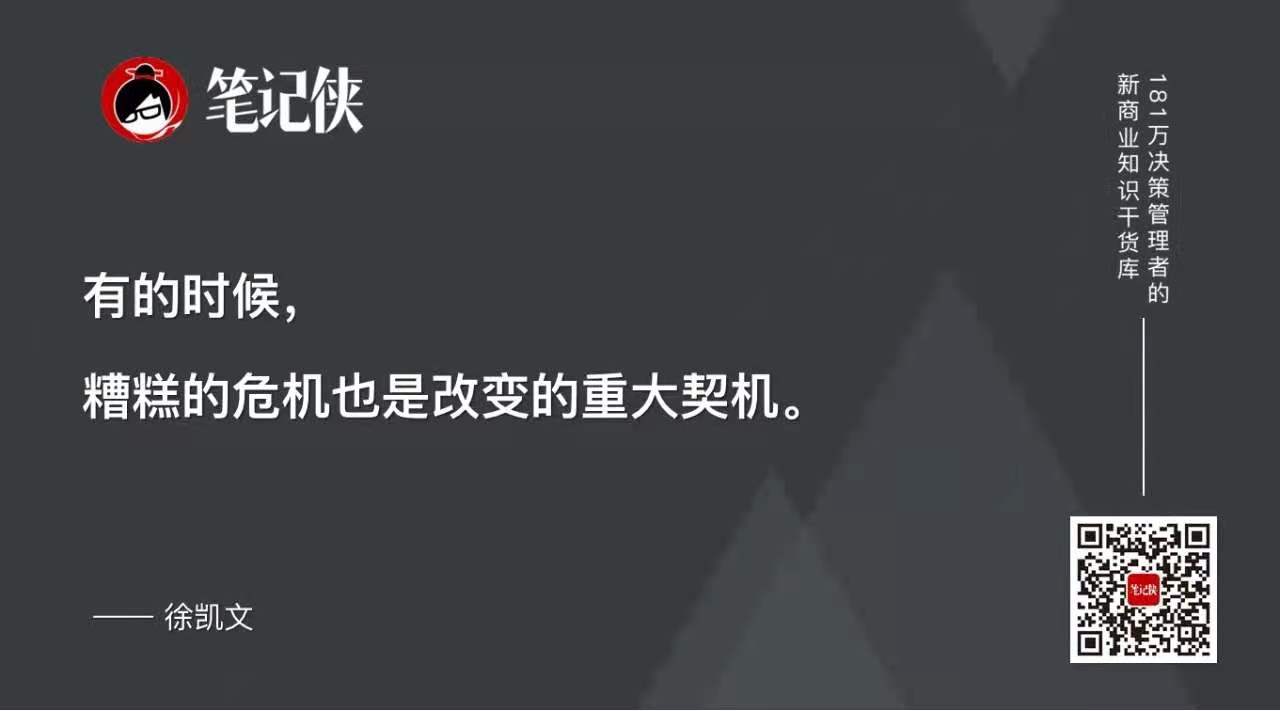 笔记侠
181万决策管理者的
新商业知识干货库
有的时候，
糟糕的危机也是改变的重大契机。
—— 徐凯文
笔记侠